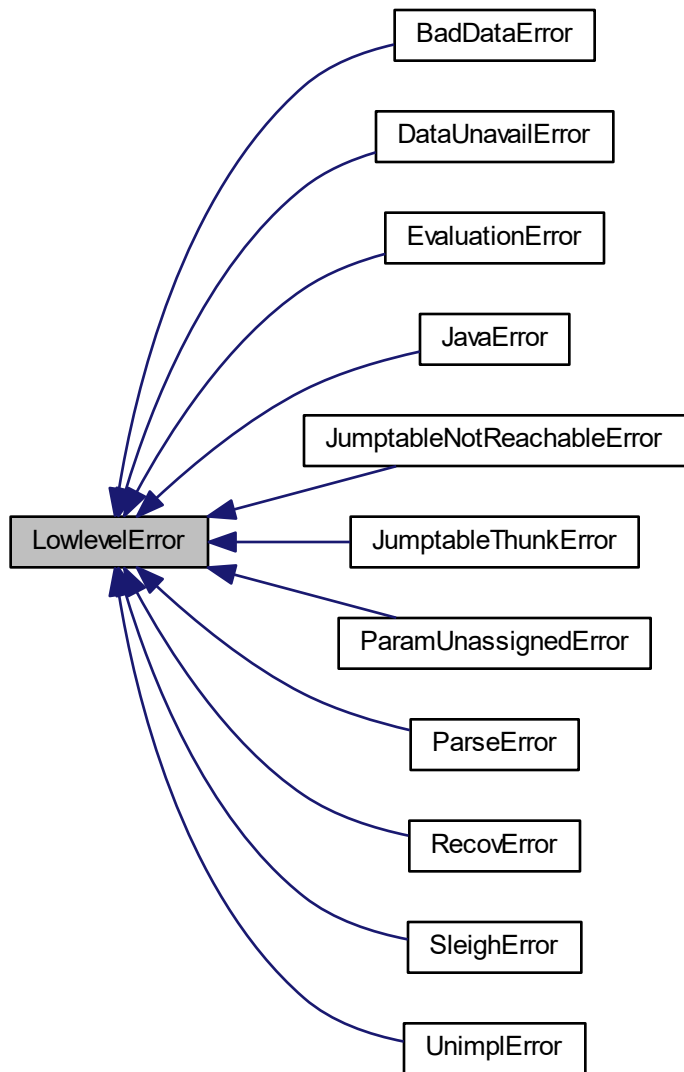 BadDataError
DataUnavailError
EvaluationError
JavaError
JumptableNotReachableError
LowlevelError
JumptableThunkError
ParamUnassignedError
ParseError
RecovError
SleighError
UnimplError